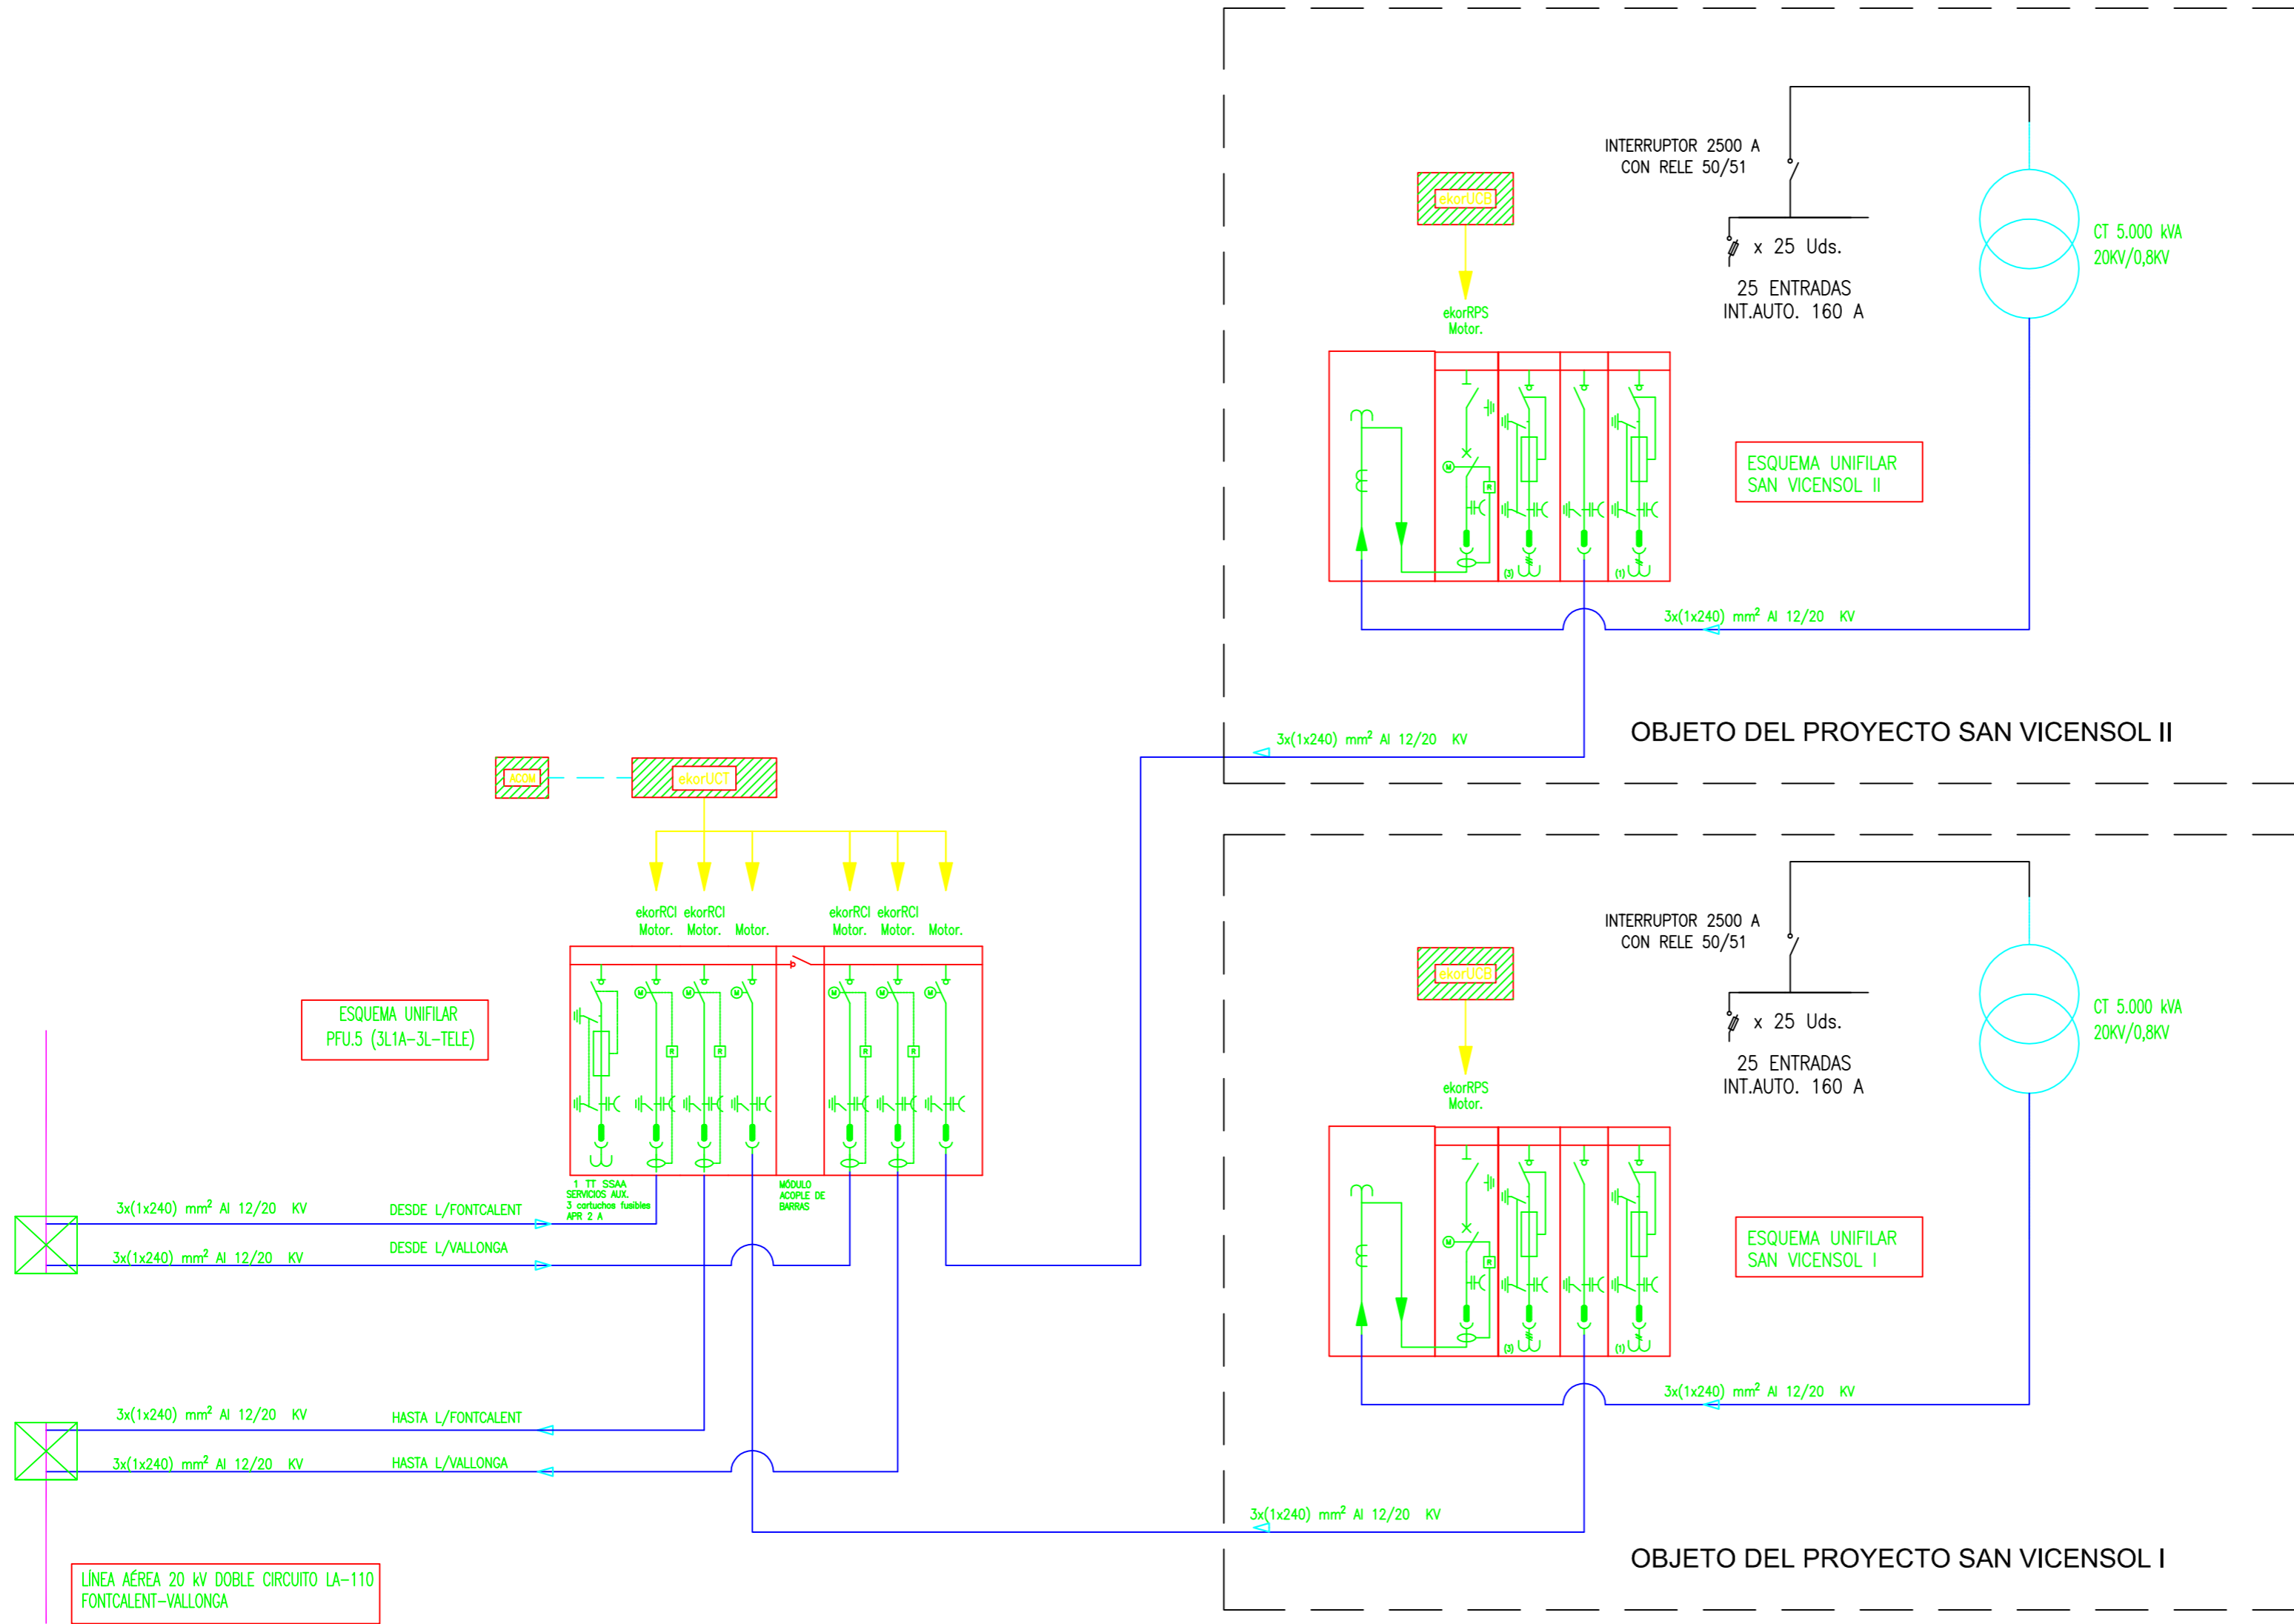 INTERRUPTOR 2500 A
CON RELE 50/51
ekorUCB
x 25 Uds.
25 ENTRADAS
INT.AUTO. 160 A
CT 5.000 kVA
20KV/0,8KV
ekorRPS
Motor.
M
R
(3)
(1)
ESQUEMA UNIFILAR
SAN VICENSOL II
3x(1x240) mm² Al 12/20 KV
3x(1x240) mm² Al 12/20 KV
OBJETO DEL PROYECTO SAN VICENSOL II
ACOM
ekorUCT
ekorRCI ekorRCI ekorRCI ekorRCI
Motor. Motor. Motor. Motor. Motor. Motor.
M M M M M M
R R R R
ESQUEMA UNIFILAR
PFU.5 (3L1A-3L-TELE)
1 TT SSAA
SERVICIOS AUX.
3 cartuchos fusibles
APR 2 A
MÓDULO
ACOPLE DE
BARRAS
3x(1x240) mm² Al 12/20 KV DESDE L/FONTCALENT
3x(1x240) mm² Al 12/20 KV DESDE L/VALLONGA
3x(1x240) mm² Al 12/20 KV HASTA L/FONTCALENT
3x(1x240) mm² Al 12/20 KV HASTA L/VALLONGA
LÍNEA AÉREA 20 kV DOBLE CIRCUITO LA-110
FONTCALENT-VALLONGA
INTERRUPTOR 2500 A
CON RELE 50/51
ekorUCB
x 25 Uds.
25 ENTRADAS
INT.AUTO. 160 A
CT 5.000 kVA
20KV/0,8KV
ekorRPS
Motor.
M
R
(3)
(1)
ESQUEMA UNIFILAR
SAN VICENSOL I
3x(1x240) mm² Al 12/20 KV
3x(1x240) mm² Al 12/20 KV
OBJETO DEL PROYECTO SAN VICENSOL I